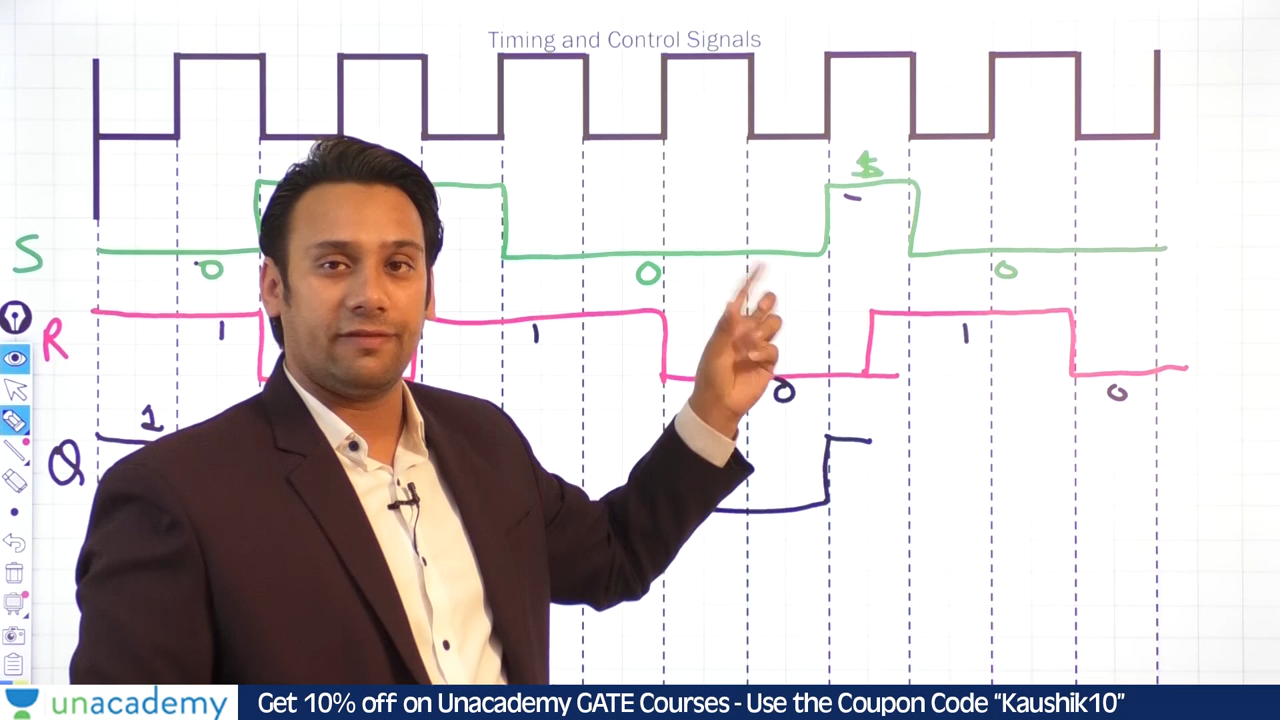 Timing and Control Signals
S
0
0
1
0
R
1
1
0
1
0
Q
1
unacademy
Get 10% off on Unacademy GATE Courses - Use the Coupon Code “Kaushik10”